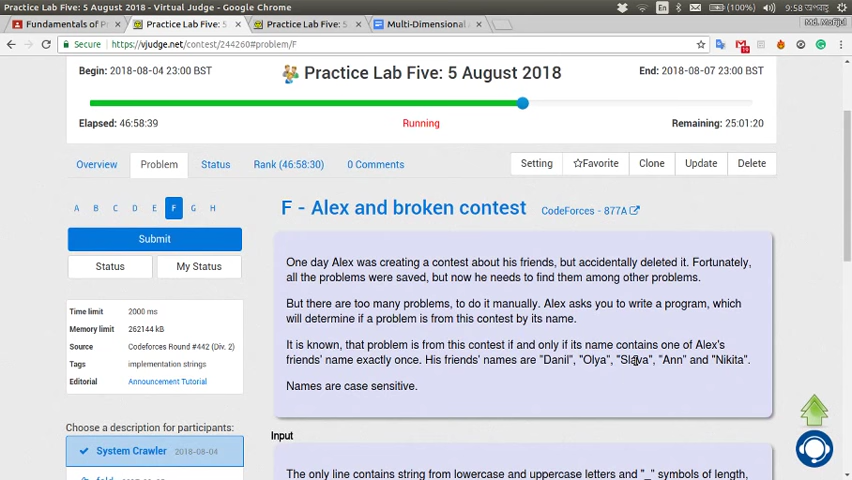 Practice Lab Five: 5 August 2018 - Virtual Judge - Google Chrome
En (100%) 9:58
Fundamentals of P
Practice Lab Five: 5
Practice Lab Five: 5
Multi-Dimensional
Secure https://vjudge.net/contest/244260#problem/F
Begin: 2018-08-04 23:00 BST
Practice Lab Five: 5 August 2018
End: 2018-08-07 23:00 BST
Elapsed: 46:58:39
Running
Remaining: 25:01:20
Overview Problem Status Rank (46:58:30) 0 Comments
Setting Favorite Clone Update Delete
A B C D E F G H
F - Alex and broken contest CodeForces - 877A
Submit
Status My Status
Time limit 2000 ms
Memory limit 262144 kB
Source Codeforces Round #442 (Div. 2)
Tags implementation strings
Editorial Announcement Tutorial
Choose a description for participants:
System Crawler 2018-08-04
One day Alex was creating a contest about his friends, but accidentally deleted it. Fortunately,
all the problems were saved, but now he needs to find them among other problems.
But there are too many problems, to do it manually. Alex asks you to write a program, which
will determine if a problem is from this contest by its name.
It is known, that problem is from this contest if and only if its name contains one of Alex's
friends' name exactly once. His friends' names are "Danil", "Olya", "Slava", "Ann" and "Nikita".
Names are case sensitive.
Input
The only line contains string from lowercase and uppercase letters and "_" symbols of length,